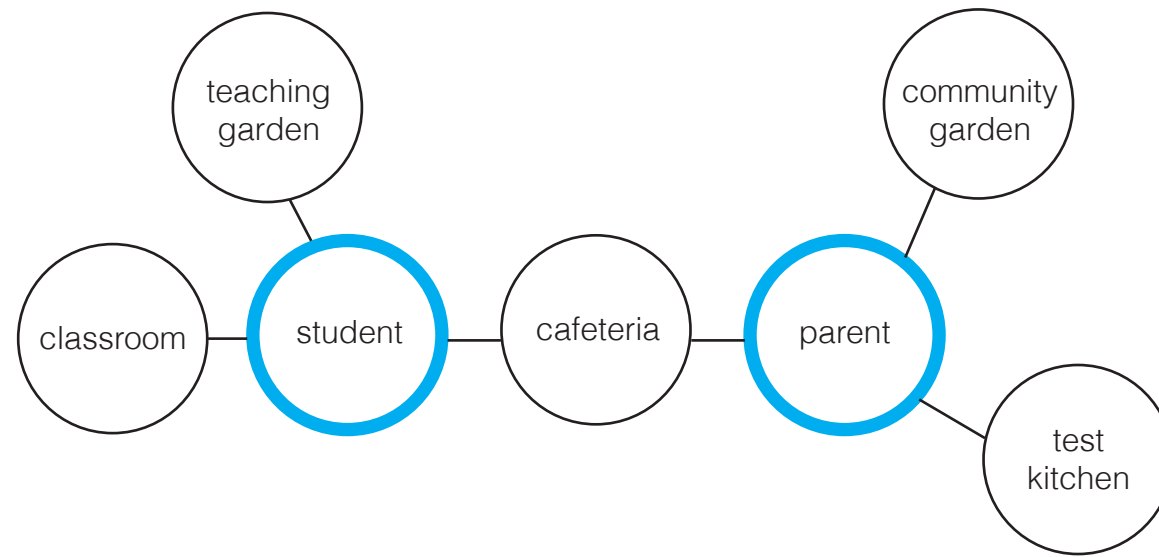 teaching
garden
community
garden
classroom
student
cafeteria
parent
test
kitchen